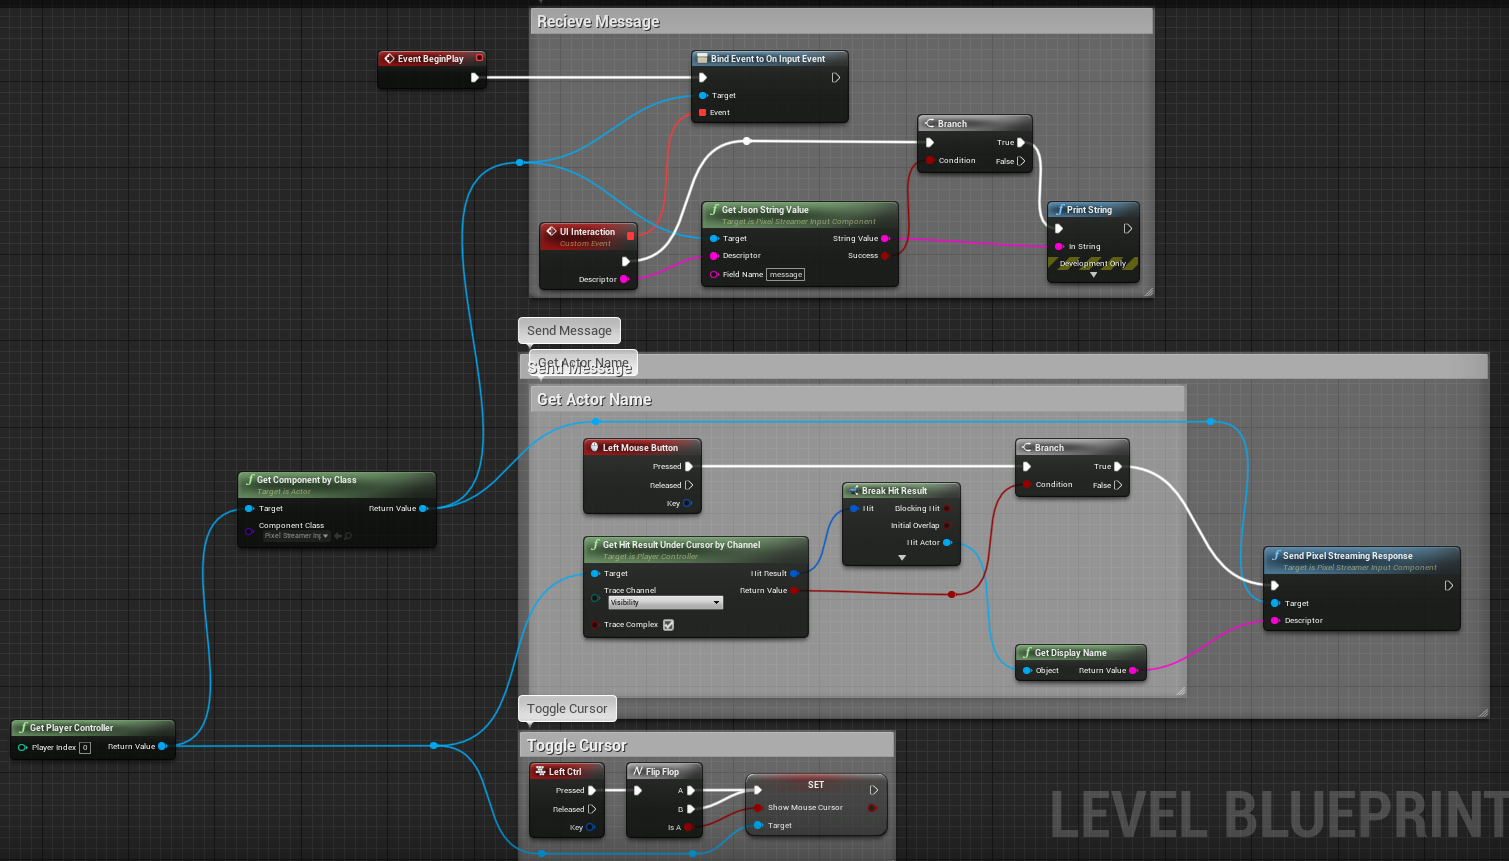 Recieve Message
Event BeginPlay
Bind Event to On Input Event
Target
Event
Branch
True
Condition
False
UI Interaction
Custom Event
Descriptor
Get Json String Value
Target is Pixel Streamer Input Component
Target
String Value
Descriptor
Success
Field Name
message
Print String
In String
Development Only
Send Message
Get Actor Name
Send Message
Get Actor Name
Left Mouse Button
Pressed
Released
Key
Branch
True
Condition
False
Break Hit Result
Hit
Blocking Hit
Initial Overlap
Hit Actor
Get Hit Result Under Cursor by Channel
Target is Player Controller
Target
Hit Result
Trace Channel
Return Value
Visibility
Trace Complex
Get Component by Class
Target is Actor
Target
Return Value
Component Class
Pixel Streamer Inp
Send Pixel Streaming Response
Target is Pixel Streamer Input Component
Target
Descriptor
Get Display Name
Object
Return Value
Get Player Controller
Player Index
0
Return Value
Toggle Cursor
Toggle Cursor
Left Ctrl
Pressed
Released
Key
Flip Flop
A
B
Is A
SET
Show Mouse Cursor
Target
LEVEL BLUEPRINT